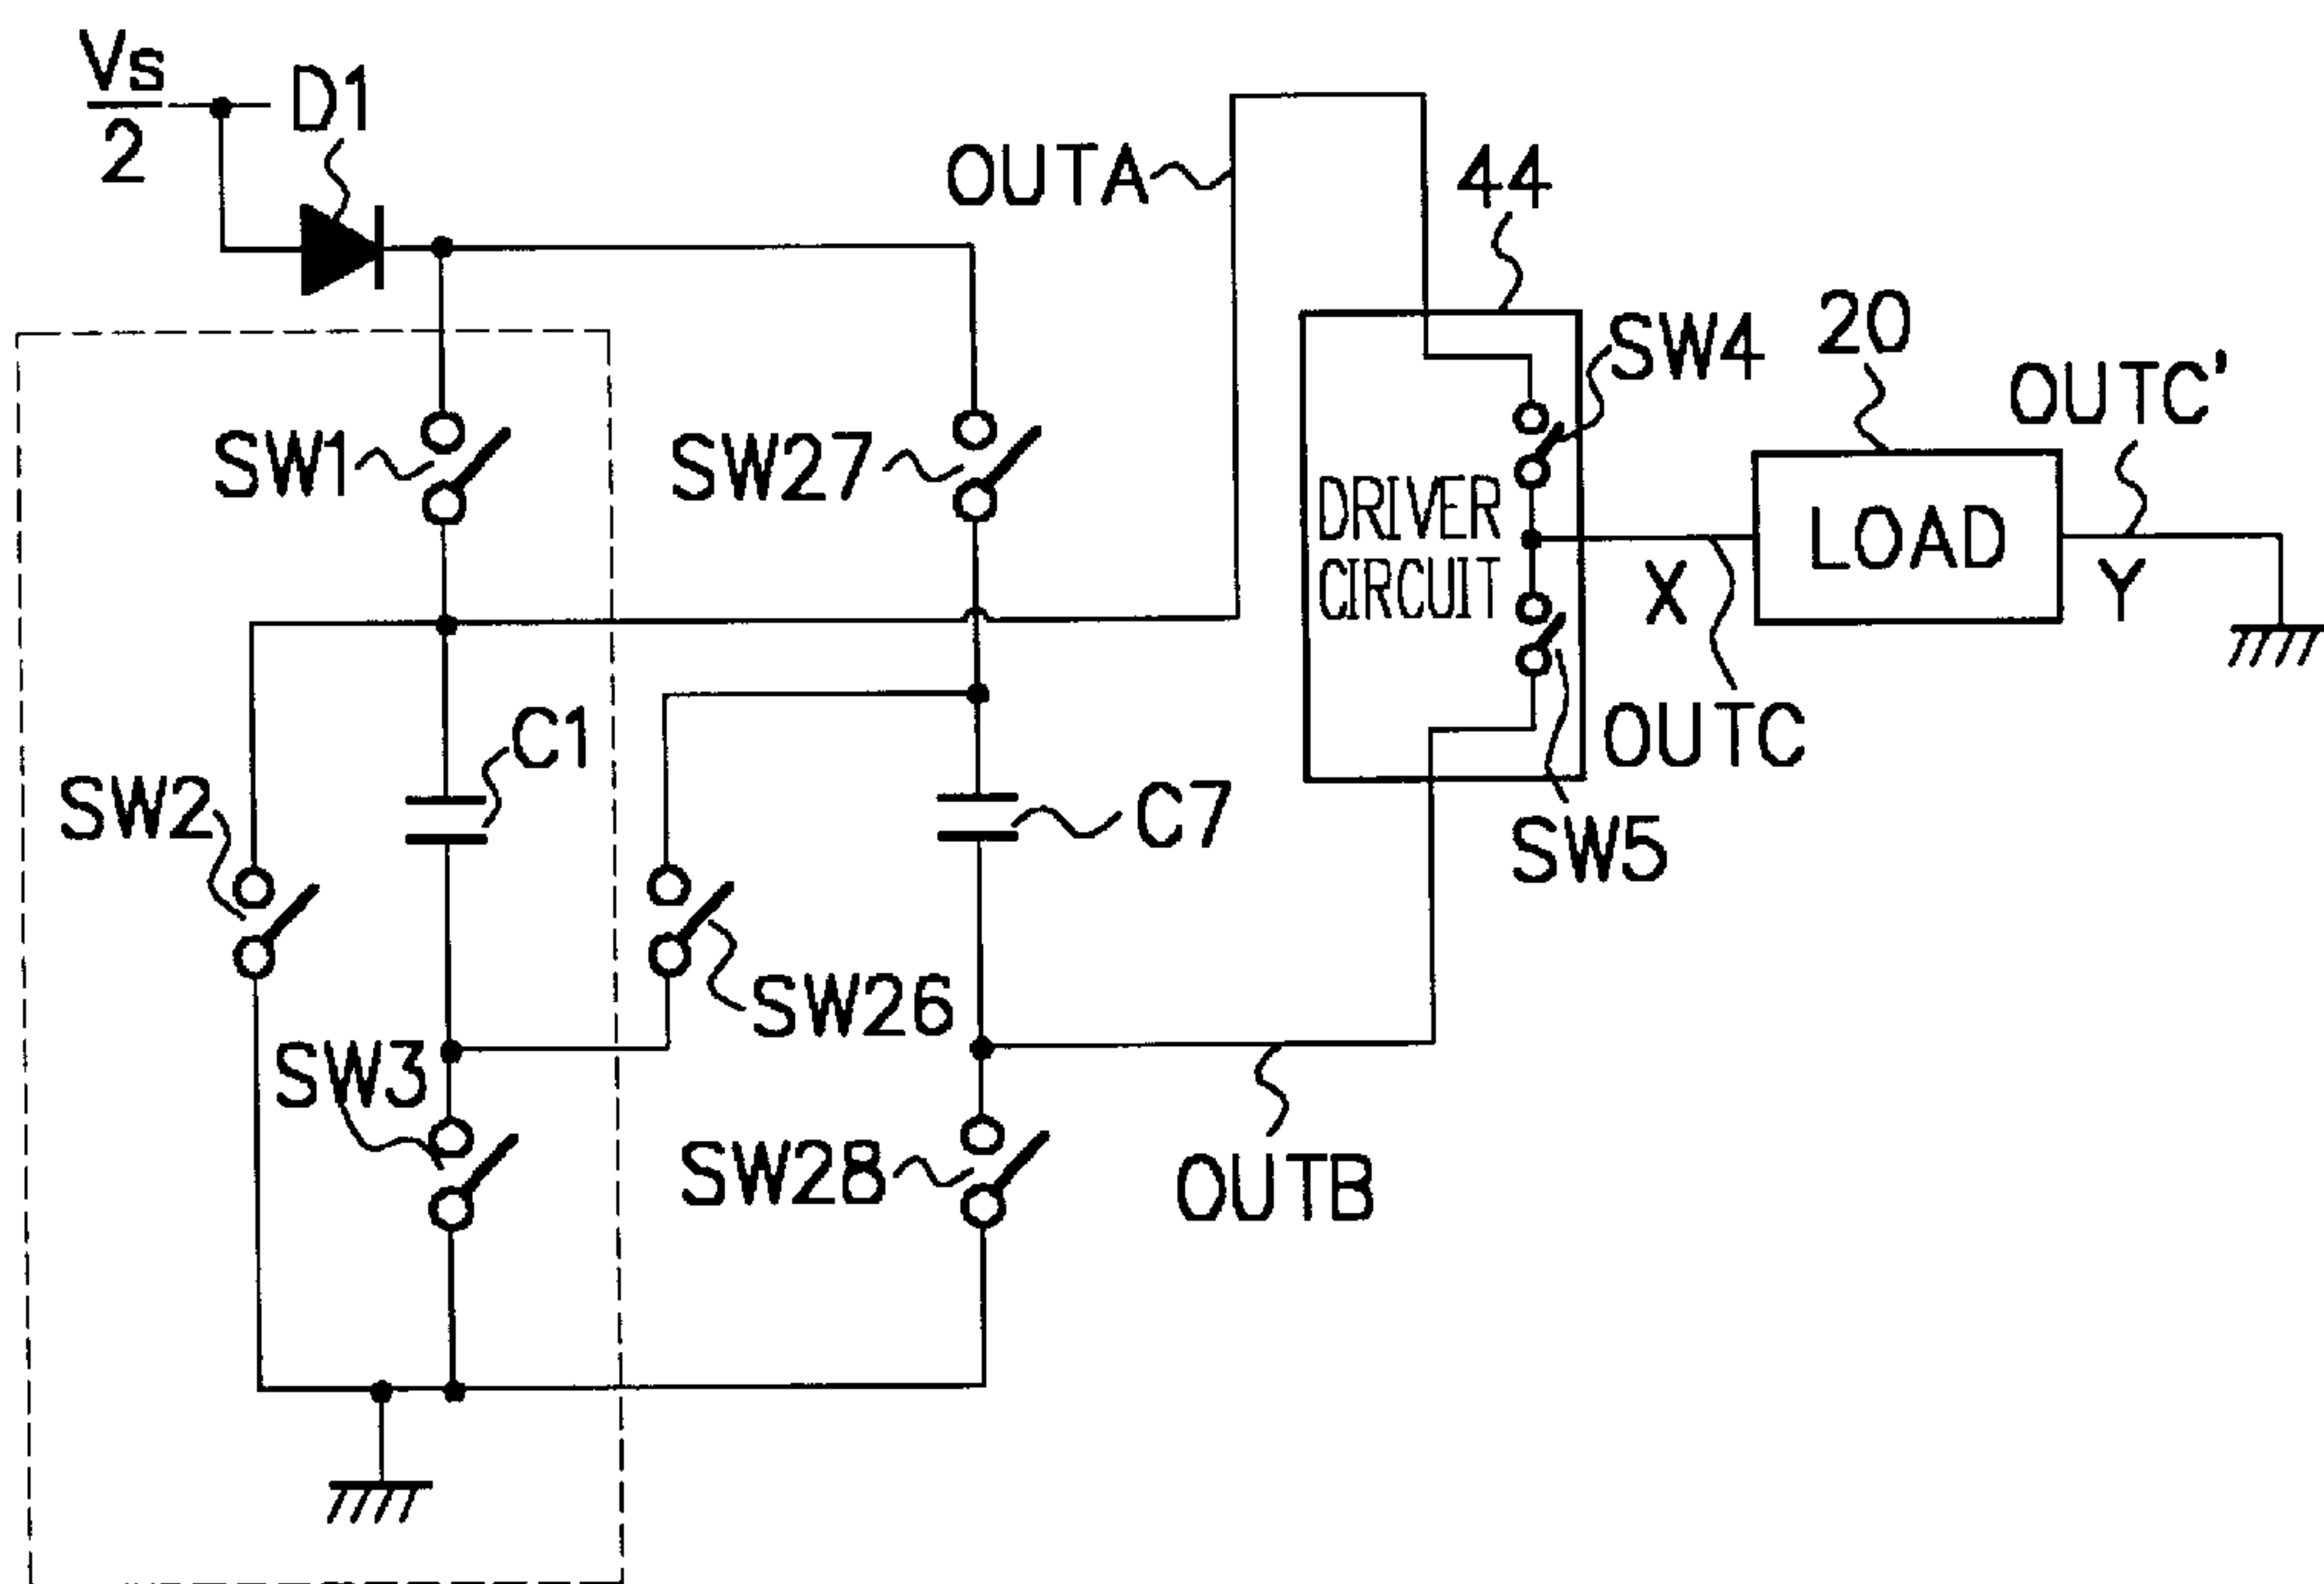 Vs
2
D1
OUTA
44
SW4
20
OUTC'
SW1
SW27
DRIVER
CIRCUIT
LOAD
X
Y
C1
OUTC
SW2
C7
SW5
SW26
SW3
SW28
OUTB